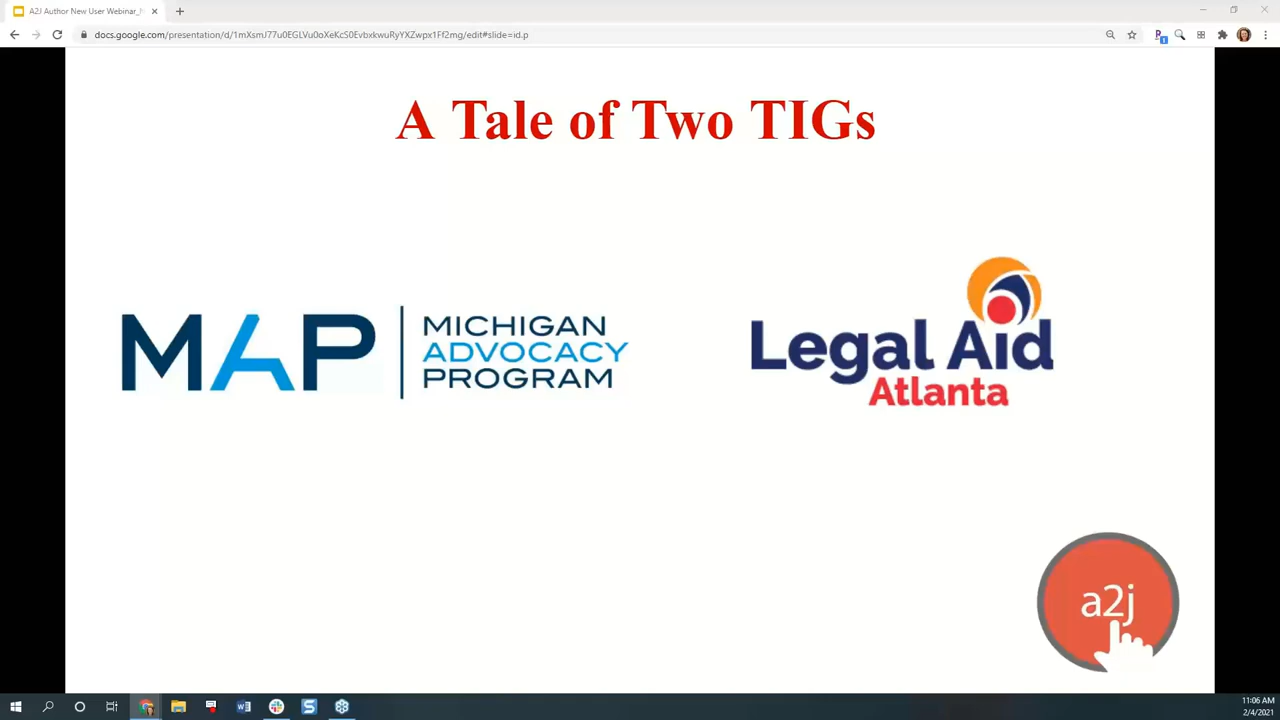 A2J Author New User Webinar_
docs.google.com/presentation/d/1mXsmJ77u0EGLVu0oXeKcS0EvbxkwuRyYXZwpx1Ff2mg/edit#slide=id.p
A Tale of Two TIGs
MAP
MICHIGAN
ADVOCACY
PROGRAM
Legal Aid
Atlanta
a2j
11:06 AM
2/4/2021